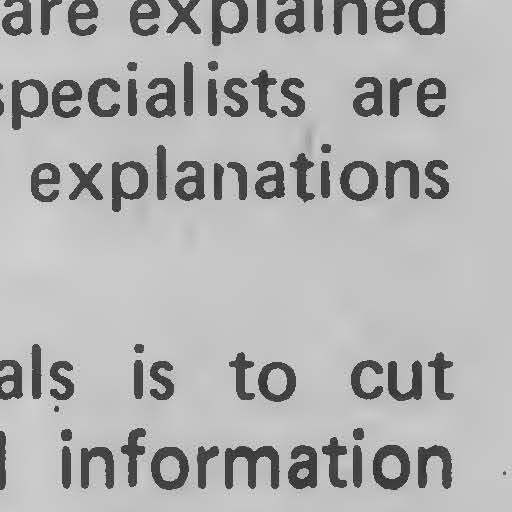 are explained
specialists are
explanations
als is to cut
information